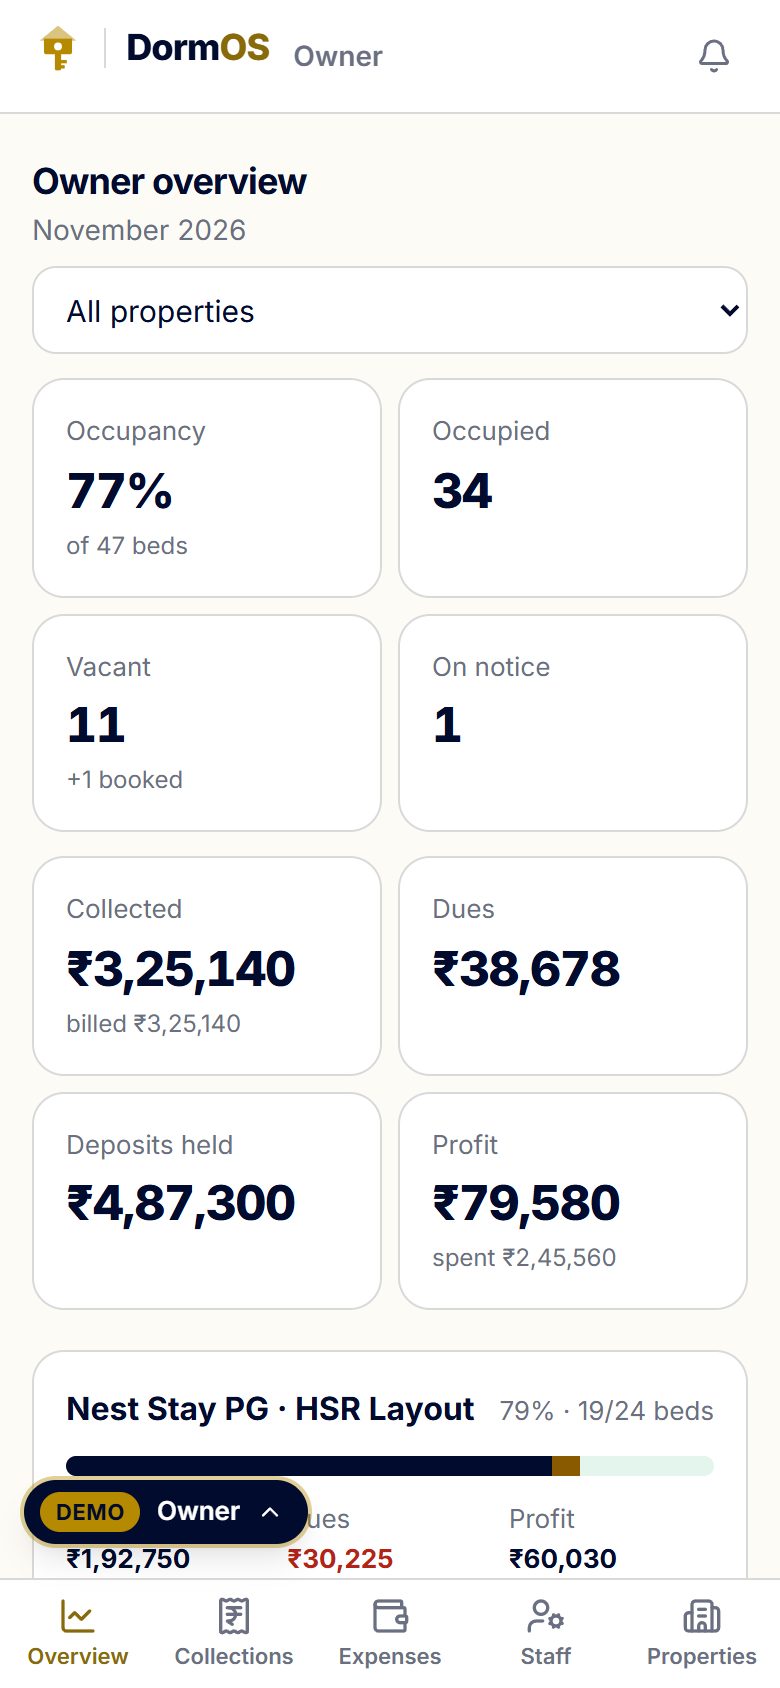 DormOS Owner
Owner overview
November 2026
All properties
Occupancy
77%
of 47 beds
Occupied
34
Vacant
11
+1 booked
On notice
1
Collected
₹3,25,140
billed ₹3,25,140
Dues
₹38,678
Deposits held
₹4,87,300
Profit
₹79,580
spent ₹2,45,560
Nest Stay PG · HSR Layout 79% · 19/24 beds
DEMO Owner
ues
Profit
₹1,92,750 ₹30,225 ₹60,030
Overview Collections Expenses Staff Properties